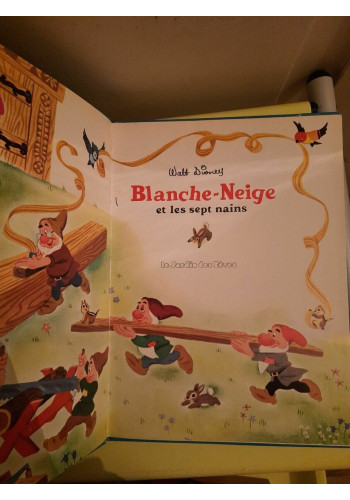 Walt Disney
Blanche-Neige
et les sept nains
Le Jardin des Rêves